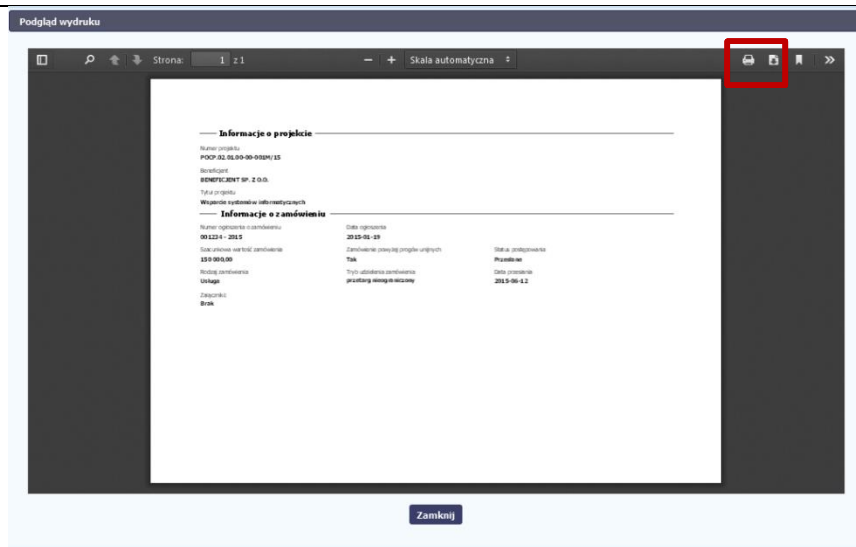 Podgląd wydruku
Strona: 1 z 1 Skala automatyczna
Informacje o projekcie
Numer projektu
POCP.02.01.00-00-001M/15
Beneficjent
BENEFICJENT SP. Z O.O.
Tytuł projektu
Wsparcie systemów informatycznych
Informacje o zamówieniu
Numer ogłoszenia o zamówieniu Data ogłoszenia
001234 - 2015 2015-01-19
Szacunkowa wartość zamówienia Zamówienie powyżej progów unijnych Status postępowania
150 000,00 Tak Przesłane
Rodzaj zamówienia Tryb udzielenia zamówienia Data przesłania
Usługa przetarg nieograniczony 2015-06-12
Załączniki
Brak
Zamknij